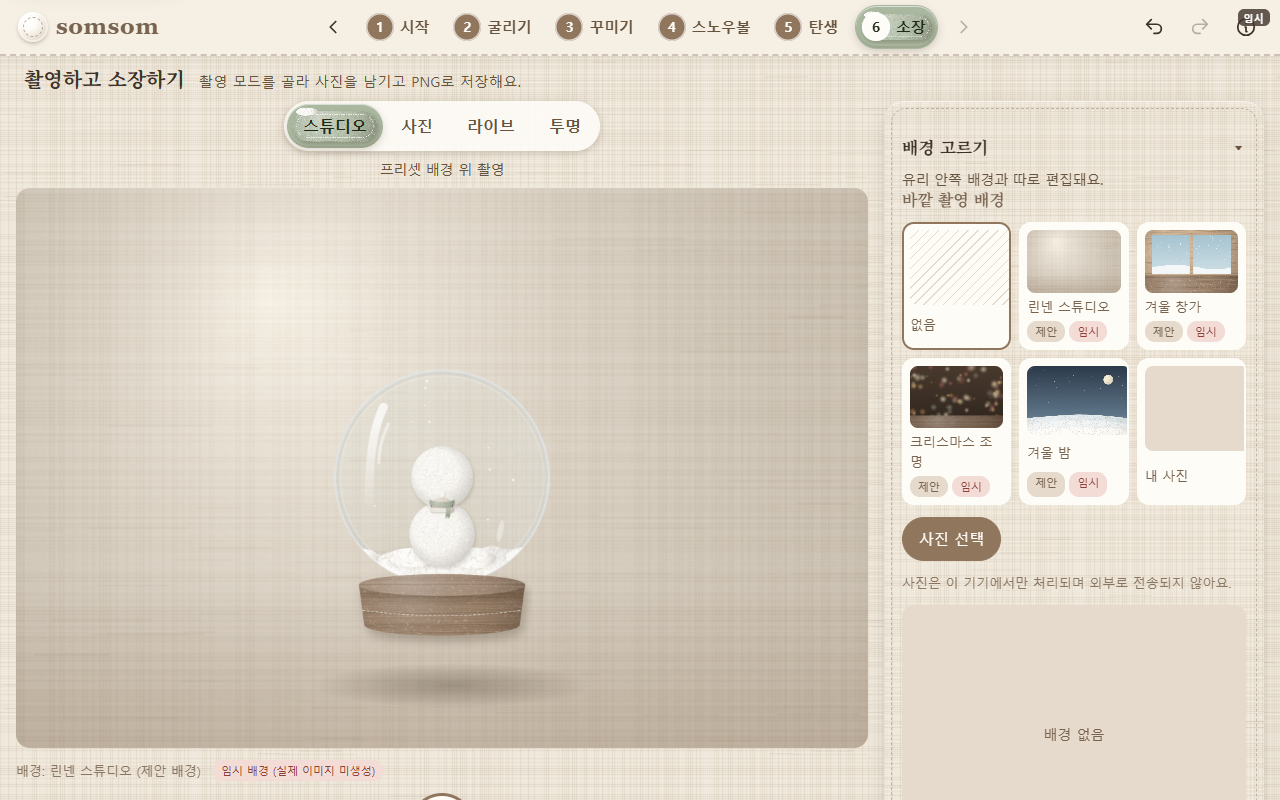 somsom
1 시작
2 굴리기
3 꾸미기
4 스노우볼
5 탄생
6 소장
임시
촬영하고 소장하기 촬영 모드를 골라 사진을 남기고 PNG로 저장해요.
스튜디오 사진 라이브 투명
프리셋 배경 위 촬영
배경: 린넨 스튜디오 (제안 배경) 임시 배경 (실제 이미지 미생성)
배경 고르기
유리 안쪽 배경과 따로 편집돼요.
바깥 촬영 배경
없음
린넨 스튜디오
제안 임시
겨울 창가
제안 임시
크리스마스 조
명
제안 임시
겨울 밤
제안 임시
내 사진
사진 선택
사진은 이 기기에서만 처리되며 외부로 전송되지 않아요.
배경 없음